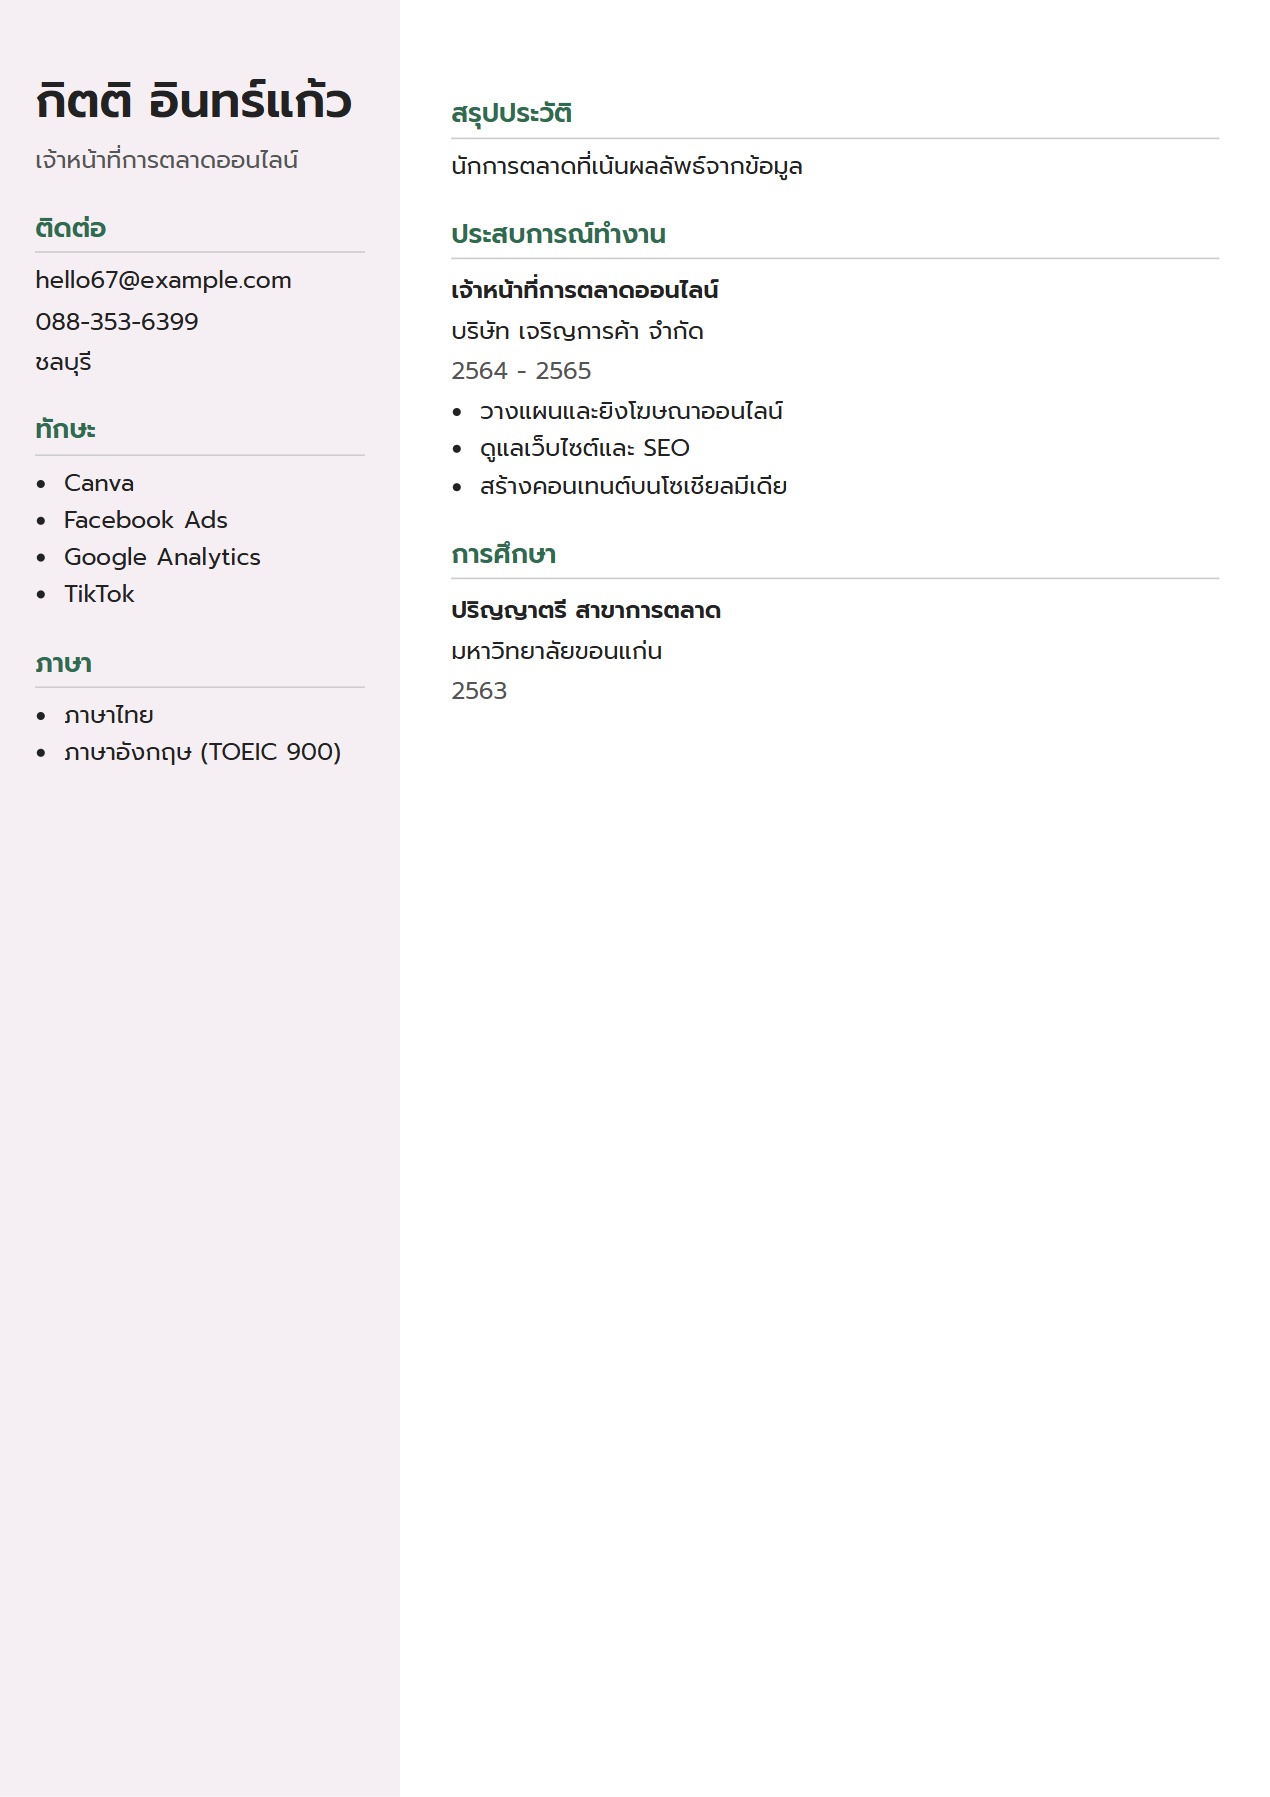 กิตติ อินทร์แก้ว
เจ้าหน้าที่การตลาดออนไลน์
ติดต่อ
hello67@example.com
088-353-6399
ชลบุรี
ทักษะ
• Canva
• Facebook Ads
• Google Analytics
• TikTok
ภาษา
• ภาษาไทย
• ภาษาอังกฤษ (TOEIC 900)
สรุปประวัติ
นักการตลาดที่เน้นผลลัพธ์จากข้อมูล
ประสบการณ์ทำงาน
เจ้าหน้าที่การตลาดออนไลน์
บริษัท เจริญการค้า จำกัด
2564 - 2565
• วางแผนและยิงโฆษณาออนไลน์
• ดูแลเว็บไซต์และ SEO
• สร้างคอนเทนต์บนโซเชียลมีเดีย
การศึกษา
ปริญญาตรี สาขาการตลาด
มหาวิทยาลัยขอนแก่น
2563